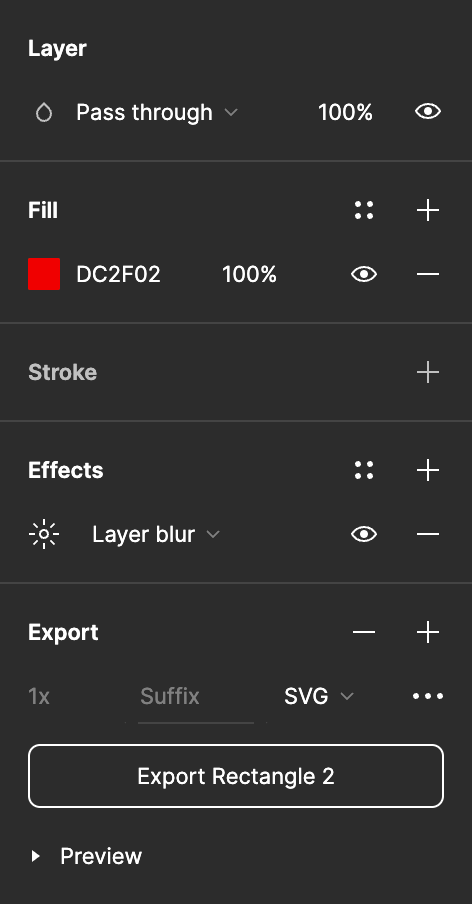 Layer
Pass through 100%
Fill
DC2F02 100%
Stroke
Effects
Layer blur
Export
1x Suffix SVG
Export Rectangle 2
Preview